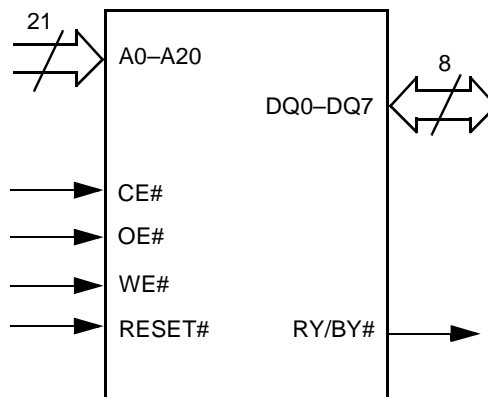 21
A0–A20
8
DQ0–DQ7
CE#
OE#
WE#
RESET#
RY/BY#